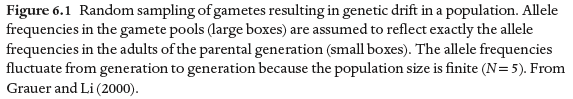 Figure 6.1 Random sampling of gametes resulting in genetic drift in a population. Allele
frequencies in the gamete pools (large boxes) are assumed to reflect exactly the allele
frequencies in the adults of the parental generation (small boxes). The allele frequencies
fluctuate from generation to generation because the population size is finite (N= 5). From
Grauer and Li (2000).